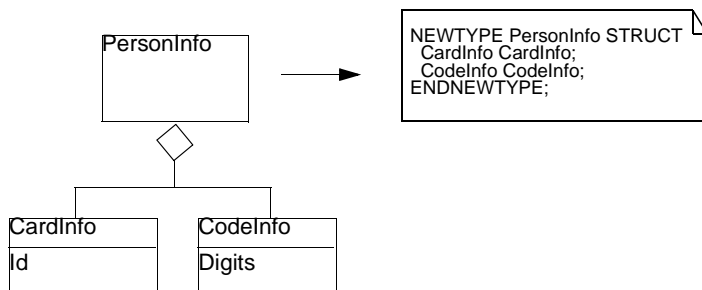 PersonInfo
NEWTYPE PersonInfo STRUCT
CardInfo CardInfo;
CodeInfo CodeInfo;
ENDNEWTYPE;
CardInfo
CodeInfo
Id
Digits